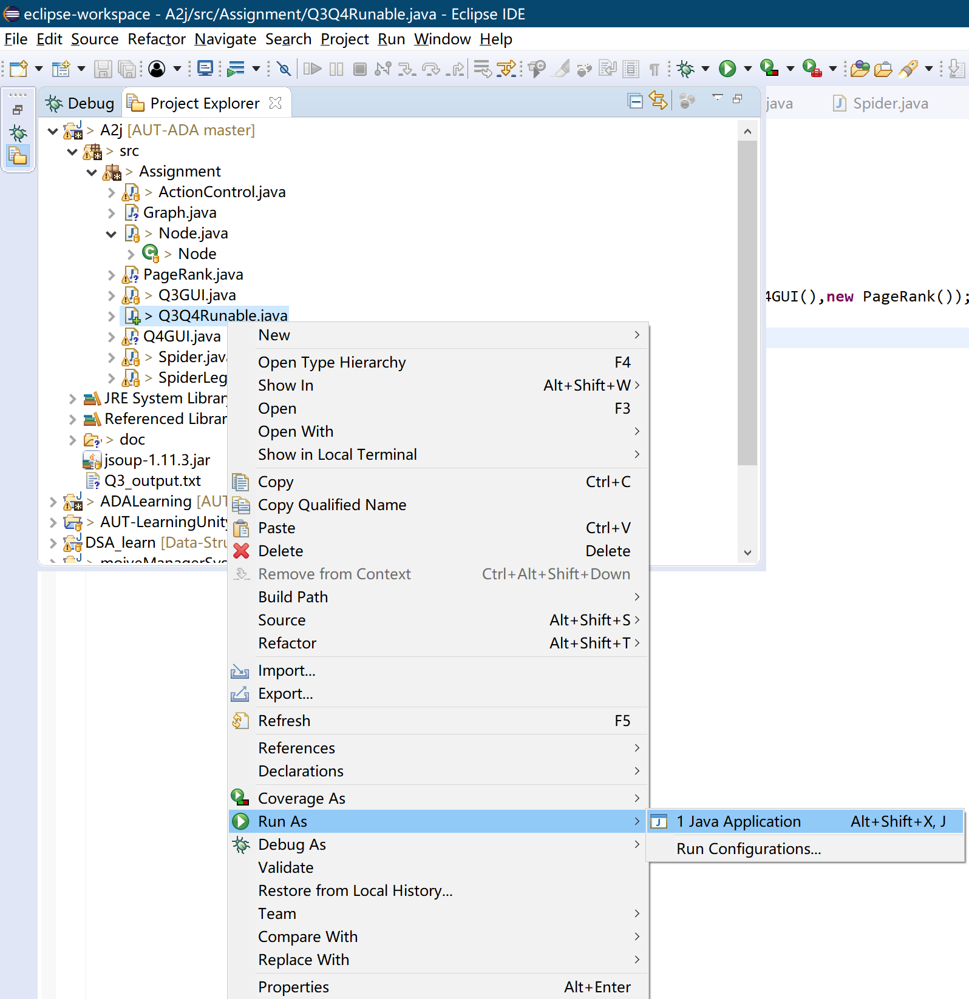 eclipse-workspace - A2j/src/Assignment/Q3Q4Runable.java - Eclipse IDE
File Edit Source Refactor Navigate Search Project Run Window Help
Debug Project Explorer java Spider.java
> A2j [AUT-ADA master]
> src
> Assignment
> ActionControl.java
Graph.java
> Node.java
> Node
PageRank.java
> Q3GUI.java
4GUI(),new PageRank());
> Q3Q4Runable.java
Q4GUI.java
> Spider.java
> SpiderLeg
JRE System Library
Referenced Librar
> doc
jsoup-1.11.3.jar
Q3_output.txt
> ADALearning [AUT
> AUT-LearningUnity
DSA_learn [Data-Stru
> moiveManagerSys
New
Open Type Hierarchy F4
Show In Alt+Shift+W
Open F3
Open With
Show in Local Terminal
Copy Ctrl+C
Copy Qualified Name
Paste Ctrl+V
Delete Delete
Remove from Context Ctrl+Alt+Shift+Down
Build Path
Source Alt+Shift+S
Refactor Alt+Shift+T
Import...
Export...
Refresh F5
References
Declarations
Coverage As
Run As
1 Java Application Alt+Shift+X, J
Debug As
Run Configurations...
Validate
Restore from Local History...
Team
Compare With
Replace With
Properties Alt+Enter